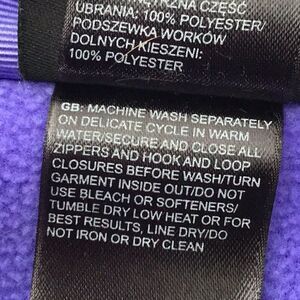 CZĘŚĆ
UBRANIA: 100% POLYESTER/
PODSZEWKA WORKÓW
DOLNYCH KIESZENI:
100% POLYESTER
GB: MACHINE WASH SEPARATELY
ON DELICATE CYCLE IN WARM
WATER/SECURE AND CLOSE ALL
ZIPPERS AND HOOK AND LOOP
CLOSURES BEFORE WASH/TURN
GARMENT INSIDE OUT/DO NOT
USE BLEACH OR SOFTENERS/
TUMBLE DRY LOW HEAT OR FOR
BEST RESULTS, LINE DRY/DO
NOT IRON OR DRY CLEAN